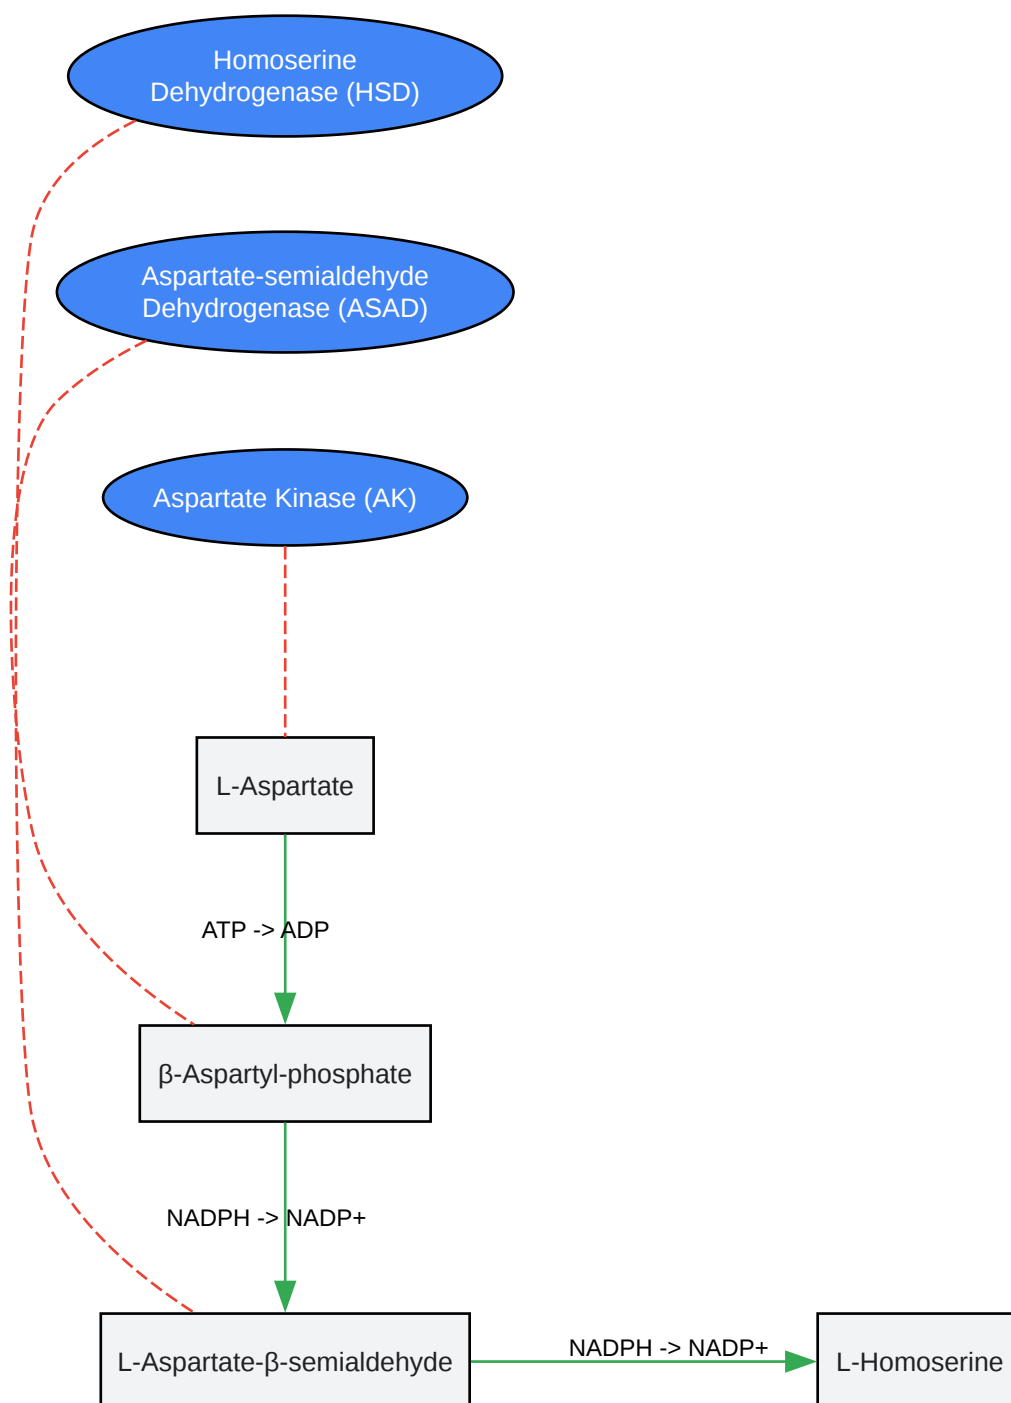 Homoserine
Dehydrogenase (HSD)
Aspartate-semialdehyde
Dehydrogenase (ASAD)
Aspartate Kinase (AK)
L-Aspartate
ATP -> ADP
β-Aspartyl-phosphate
NADPH -> NADP+
L-Aspartate-β-semialdehyde
NADPH -> NADP+
L-Homoserine